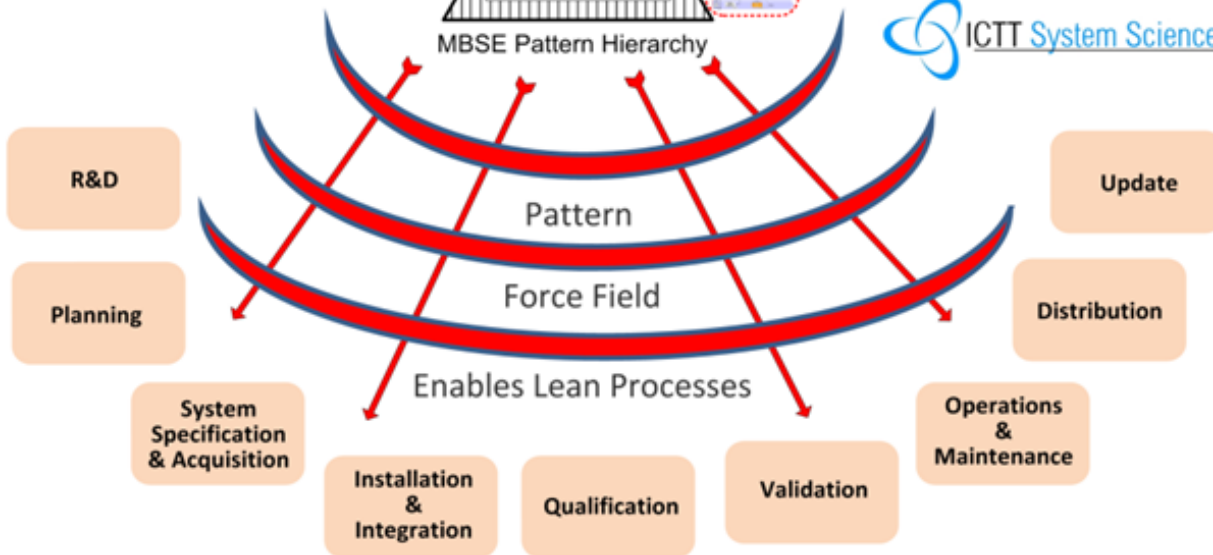 MBSE Pattern Hierarchy
ICTT System Science
R&D
Update
Pattern
Planning
Force Field
Distribution
Enables Lean Processes
System
Specification
& Acquisition
Operations
&
Maintenance
Installation
&
Integration
Qualification
Validation